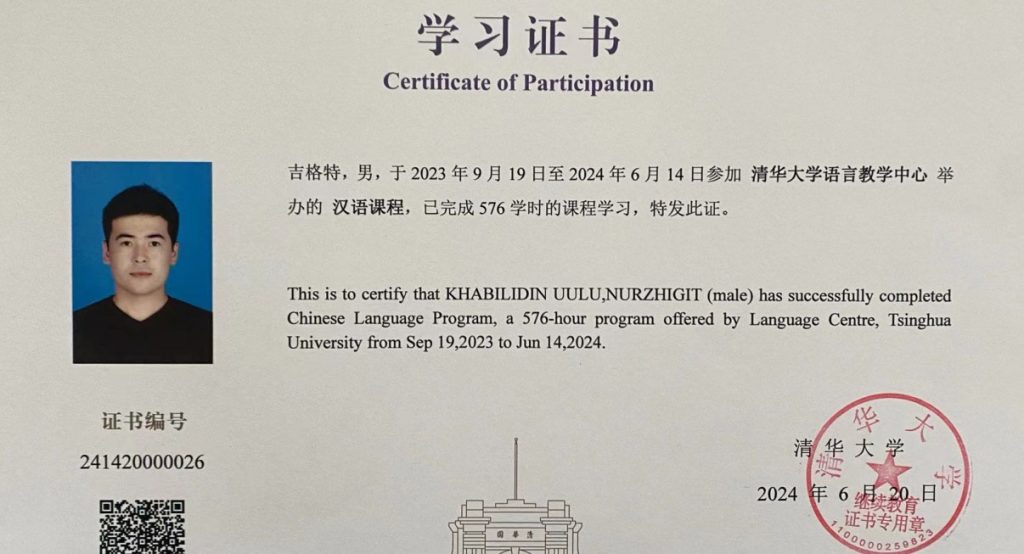 学习证书
Certificate of Participation
吉格特，男，于 2023 年 9 月 19 日至 2024 年 6 月 14 日参加 清华大学语言教学中心 举
办的 汉语课程，已完成 576 学时的课程学习，特发此证。
This is to certify that KHABILIDIN UULU,NURZHIGIT (male) has successfully completed
Chinese Language Program, a 576-hour program offered by Language Centre, Tsinghua
University from Sep 19,2023 to Jun 14,2024.
证书编号
241420000026
清华大学
2024 年 6 月 20 日
清华大学
继续教育
证书专用章
1100000259823
清華園